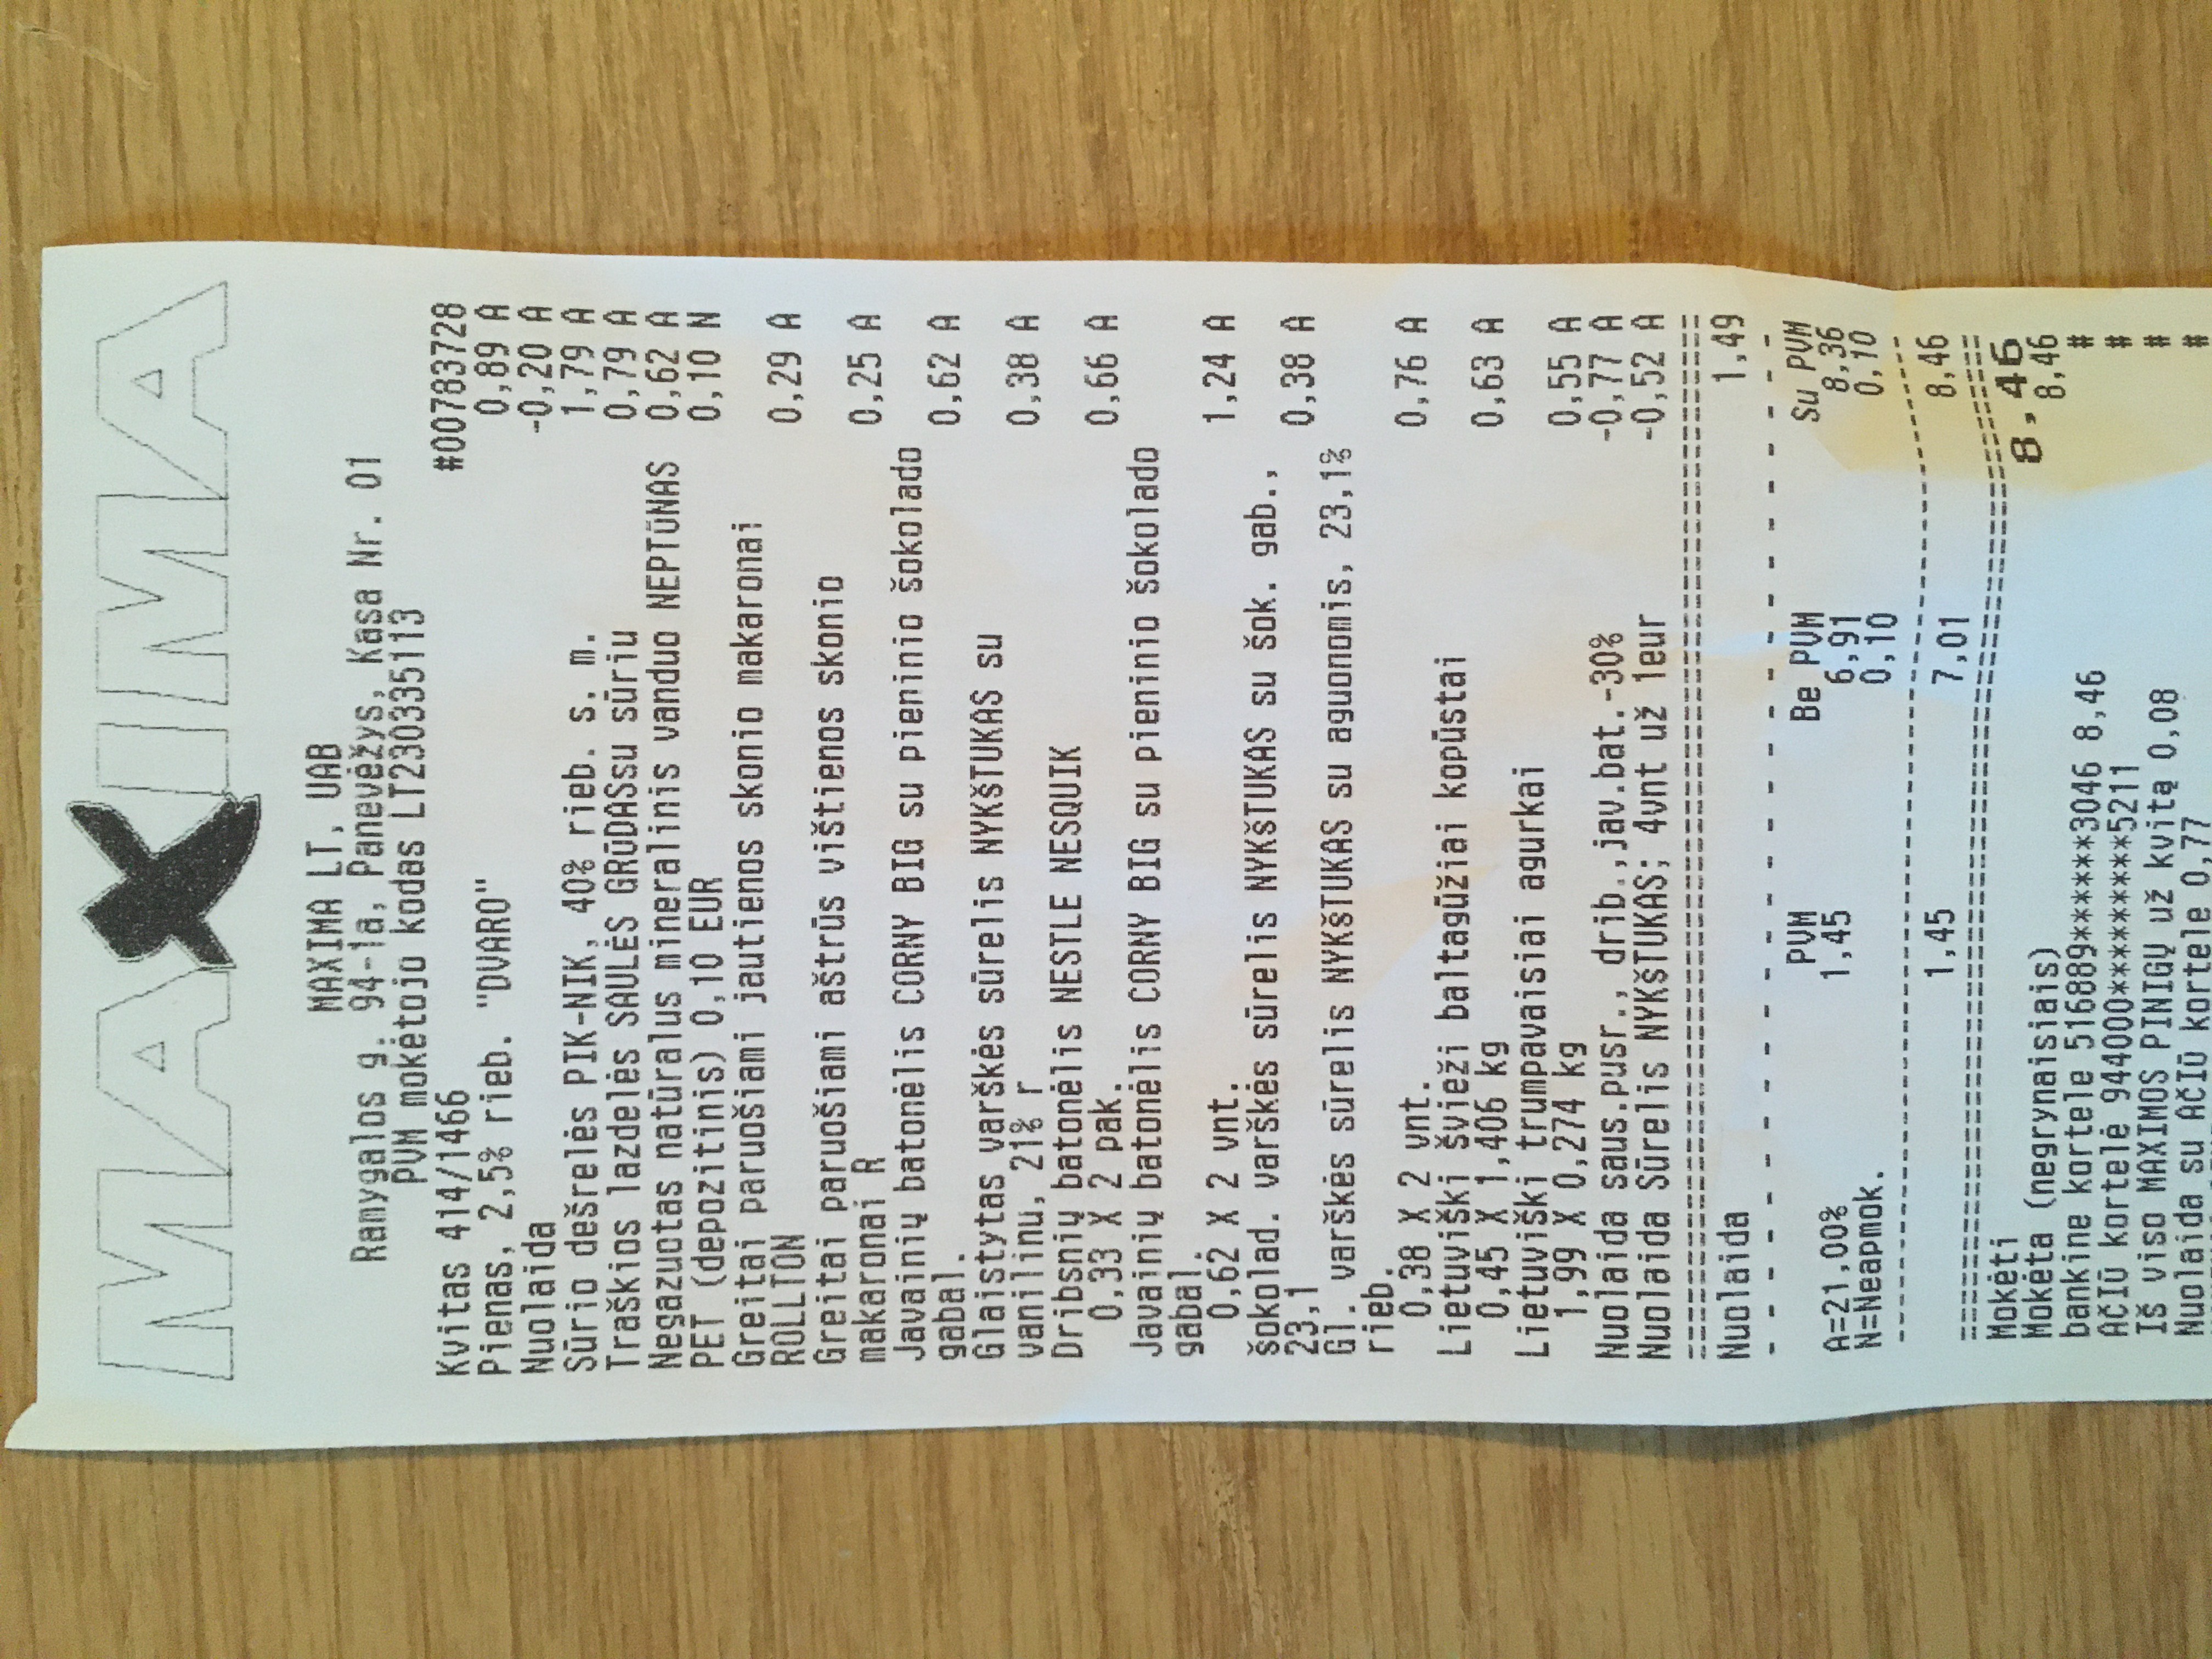 MAXIMA
MAXIMA LT, UAB
Ramygalos g. 94-1a, Panevėžys, Kasa Nr. 01
PVM mokėtojo kodas LT230335113
Kvitas 414/1466 #00783728
Pienas, 2,5% rieb. "DVARO" 0,89 A
Nuolaida -0,20 A
Sūrio dešrelės PIK-NIK, 40% rieb. s. m. 1,79 A
Traškios lazdelės SAULĖS GRŪDASsu sūriu 0,79 A
Negazuotas natūralus mineralinis vanduo NEPTŪNAS 0,62 A
PET (depozitinis) 0,10 EUR 0,10 N
Greitai paruošiami jautienos skonio makaronai
ROLLTON 0,29 A
Greitai paruošiami aštrūs vištienos skonio
makaronai R 0,25 A
Javainių batonėlis CORNY BIG su pieninio šokolado
gabal. 0,62 A
Glaistytas varškės sūrelis NYKšTUKAS su
vanilinu, 21% r 0,38 A
Dribsnių batonėlis NESTLE NESQUIK
0,33 X 2 pak. 0,66 A
Javainių batonėlis CORNY BIG su pieninio šokolado
gabal.
0,62 X 2 vnt. 1,24 A
šokolad. varškės sūrelis NYKšTUKAS su šok. gab.,
23,1 0,38 A
Gl. varškės sūrelis NYKšTUKAS su aguonomis, 23,1%
rieb.
0,38 X 2 vnt. 0,76 A
Lietuviški švieži baltagūžiai kopūstai
0,45 X 1,406 kg 0,63 A
Lietuviški trumpavaisiai agurkai
1,99 X 0,274 kg 0,55 A
Nuolaida saus.pusr., drib.,jav.bat.-30% -0,77 A
Nuolaida Sūrelis NYKšTUKAS; 4vnt už 1eur -0,52 A
Nuolaida 1,49
PVM Be PVM Su PVM
A=21,00% 1,45 6,91 8,36
N=Neapmok. 0,10 0,10
1,45 7,01 8,46
Mokėti 8,46
Mokėta (negrynaisiais) 8,46
bankine kortele 516889******3046 8,46 #
AčIū kortelė 944000*********5211 #
Iš viso MAXIMOS PINIGŲ už kvitą 0,08 #
Nuolaida su AčIū kortele 0,77 #